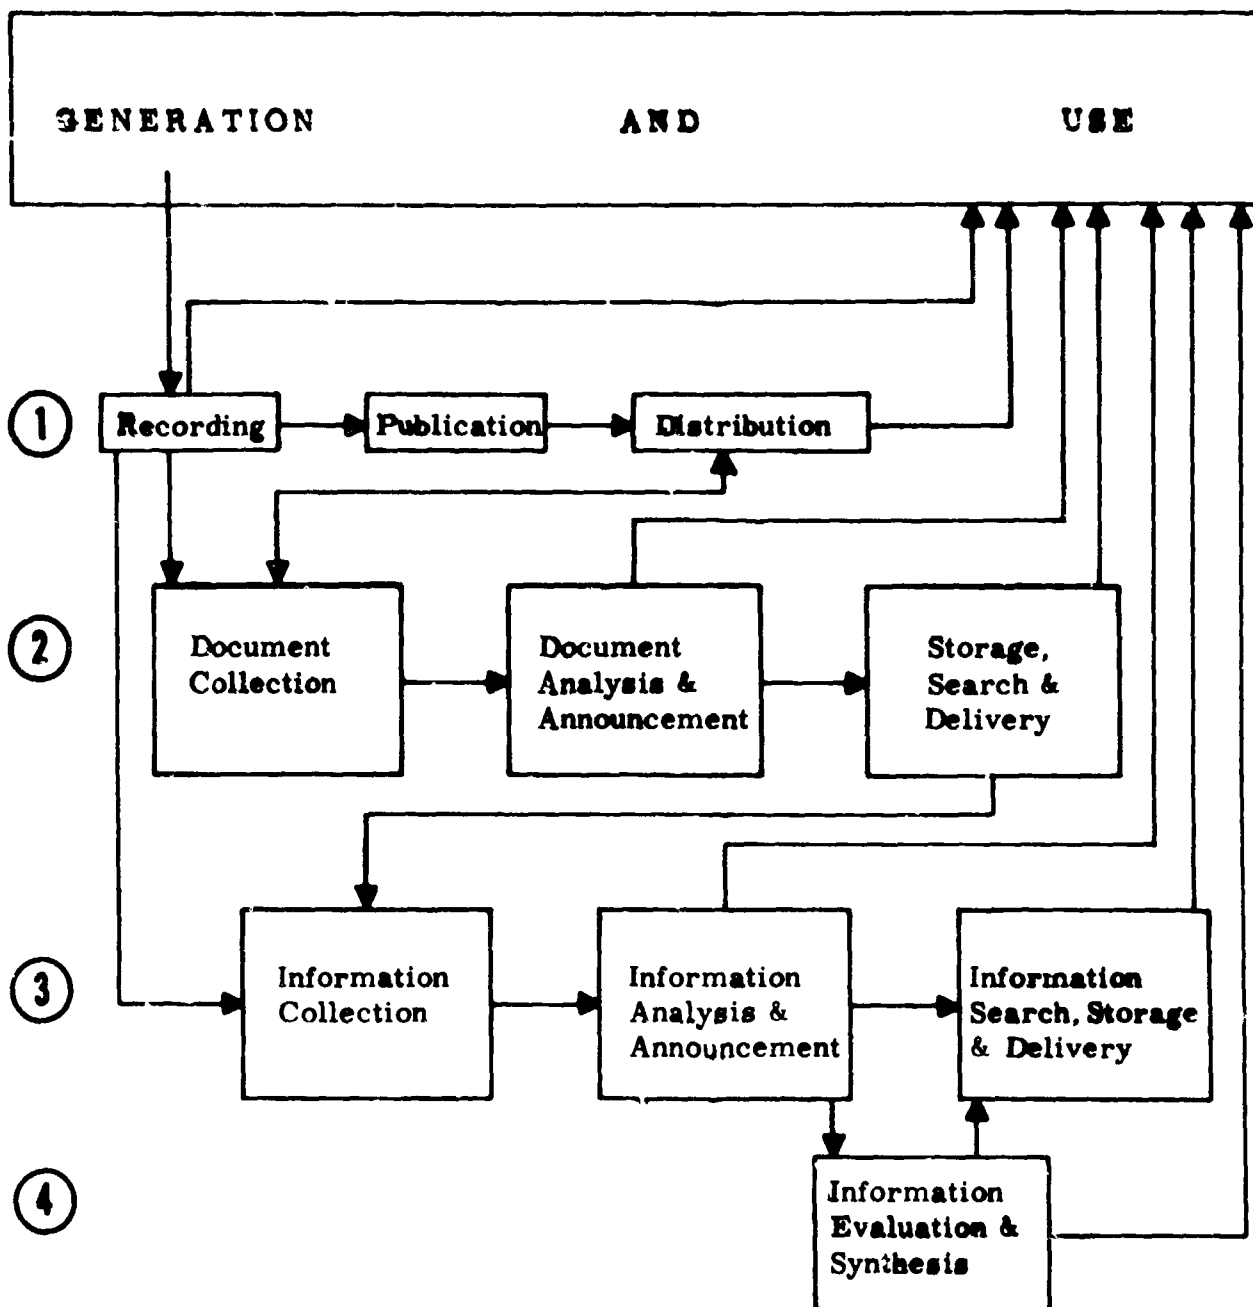 GENERATION AND USE
1
Recording
Publication
Distribution
2
Document
Collection
Document
Analysis &
Announcement
Storage,
Search &
Delivery
3
Information
Collection
Information
Analysis &
Announcement
Information
Search, Storage
& Delivery
4
Information
Evaluation &
Synthesis